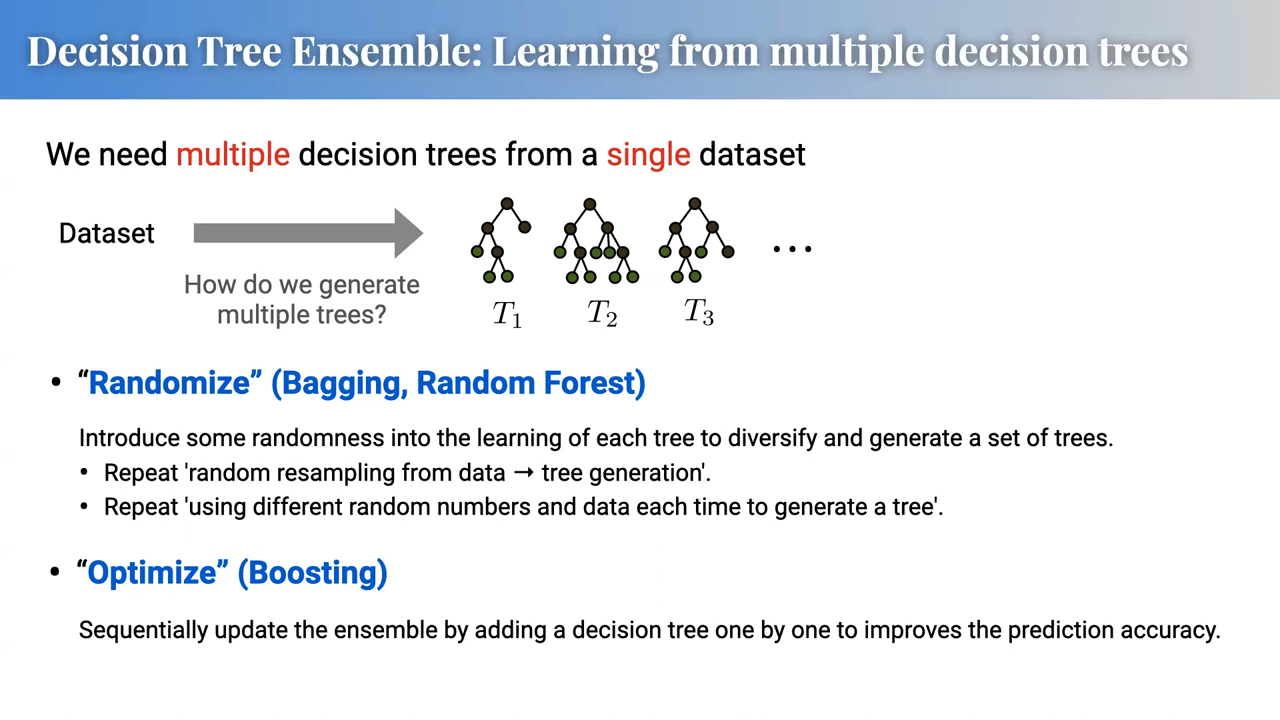 Decision Tree Ensemble: Learning from multiple decision trees
We need multiple decision trees from a single dataset
Dataset
How do we generate
multiple trees?
T1
T2
T3
...
• “Randomize” (Bagging, Random Forest)
Introduce some randomness into the learning of each tree to diversify and generate a set of trees.
• Repeat 'random resampling from data → tree generation'.
• Repeat 'using different random numbers and data each time to generate a tree'.
• “Optimize” (Boosting)
Sequentially update the ensemble by adding a decision tree one by one to improves the prediction accuracy.